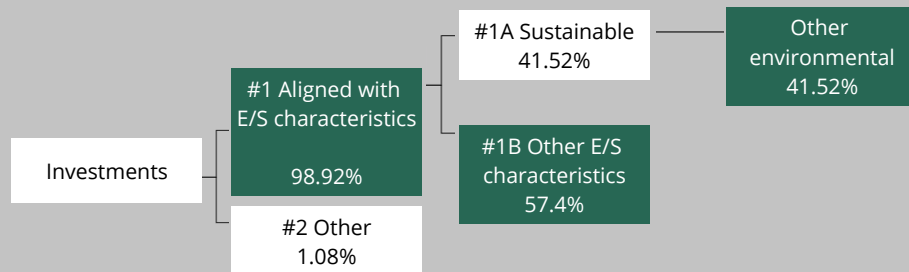 Investments
#1 Aligned with
E/S characteristics
98.92%
#2 Other
1.08%
#1A Sustainable
41.52%
#1B Other E/S
characteristics
57.4%
Other
environmental
41.52%